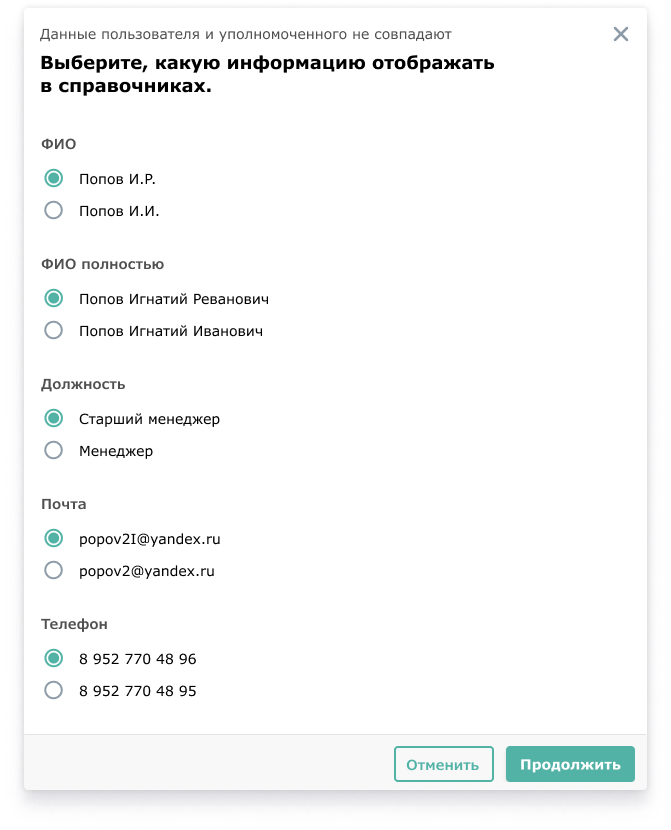 Данные пользователя и уполномоченного не совпадают
Выберите, какую информацию отображать
в справочниках.
ФИО
Попов И.Р.
Попов И.И.
ФИО полностью
Попов Игнатий Реванович
Попов Игнатий Иванович
Должность
Старший менеджер
Менеджер
Почта
popov2I@yandex.ru
popov2@yandex.ru
Телефон
8 952 770 48 96
8 952 770 48 95
Отменить
Продолжить